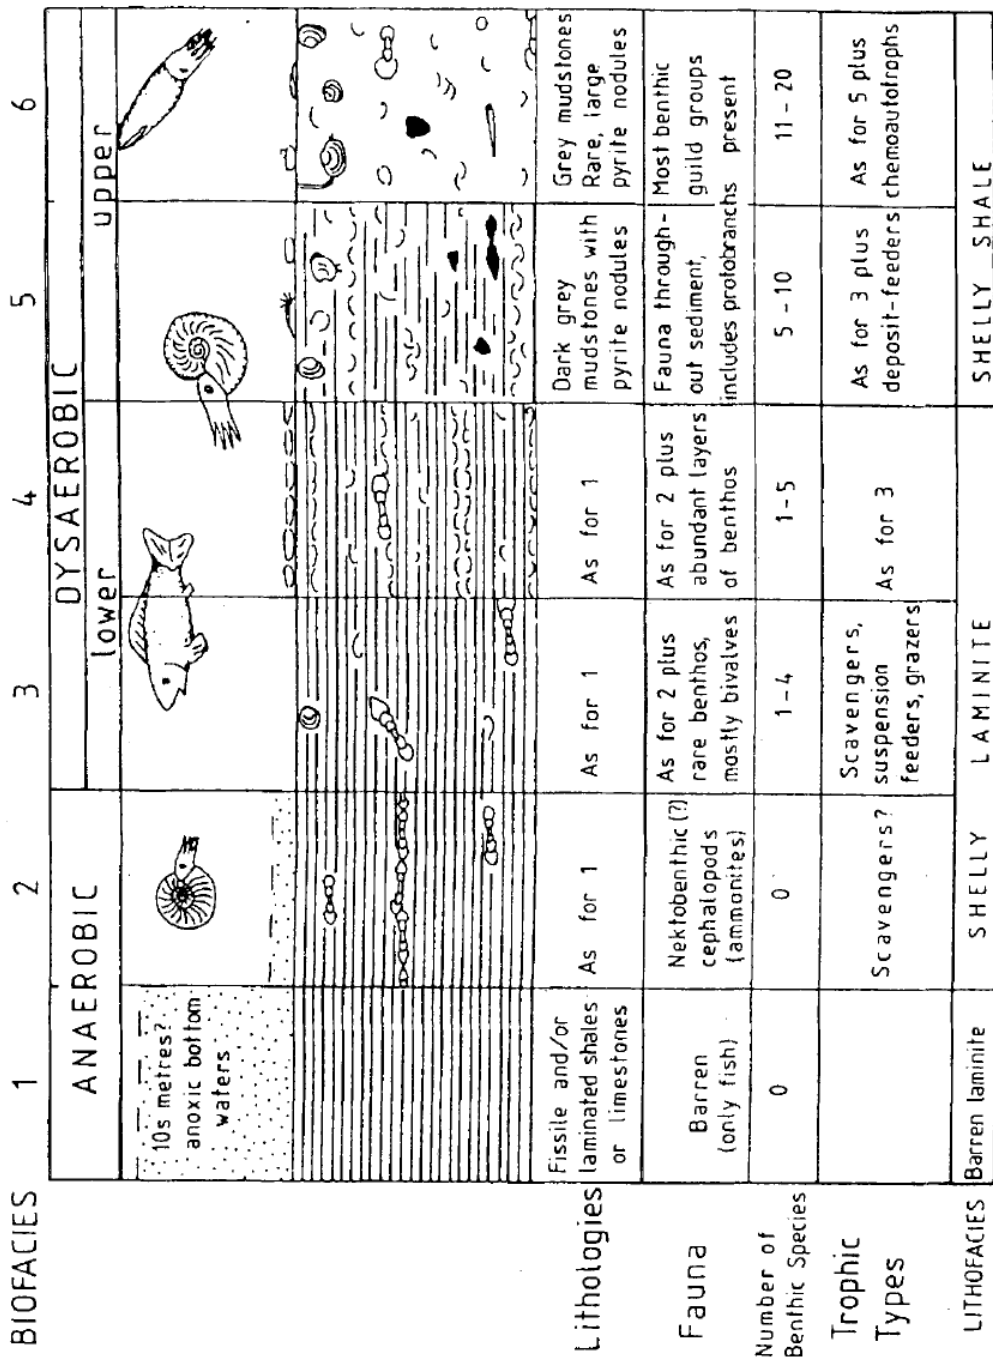 BIOFACIES 1 2 3 4 5 6
ANAEROBIC DYSAEROBIC
lower upper
10s metres?
anoxic bottom
waters
Lithologies
Fissile and/or
laminated shales
or limestones
As for 1
As for 1
As for 1
Dark grey
mudstones with
pyrite nodules
Grey mudstones
Rare, large
pyrite nodules
Fauna
Barren
(only fish)
Nektobenthic(?)
cephalopods
(ammonites)
As for 2 plus
rare benthos,
mostly bivalves
As for 2 plus
abundant layers
of benthos
Fauna through-
out sediment,
includes protobranchs
Most benthic
guild groups
present
Number of
Benthic Species
0
0
1-4
1-5
5-10
11-20
Trophic
Types
Scavengers?
Scavengers,
suspension
feeders, grazers
As for 3
As for 3 plus
deposit-feeders
As for 5 plus
chemoautotrophs
LITHOFACIES
Barren laminite
SHELLY LAMINITE
SHELLY SHALE